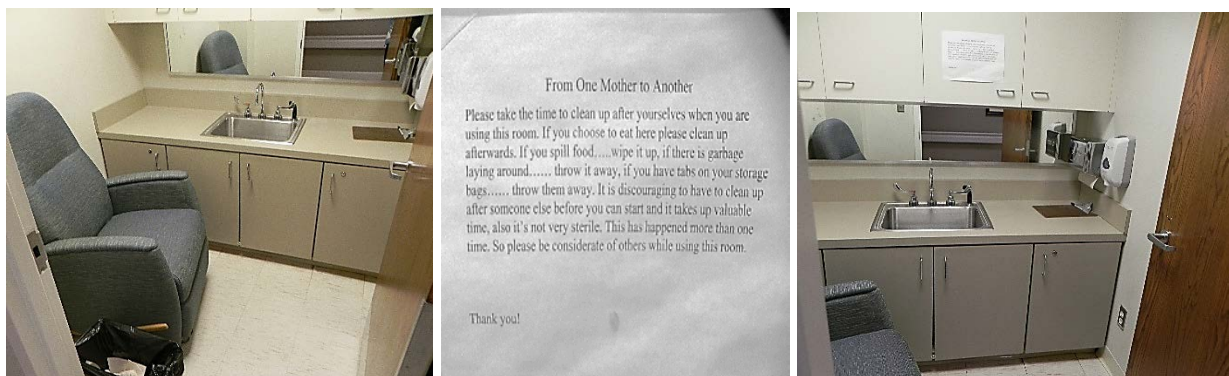 From One Mother to Another
Please take the time to clean up after yourselves when you are
using this room. If you choose to eat here please clean up
afterwards. If you spill food.....wipe it up, if there is garbage
laying around...... throw it away, if you have tabs on your storage
bags...... throw them away. It is discouraging to have to clean up
after someone else before you can start and it takes up valuable
time, also it's not very sterile. This has happened more than one
time. So please be considerate of others while using this room.
Thank you!